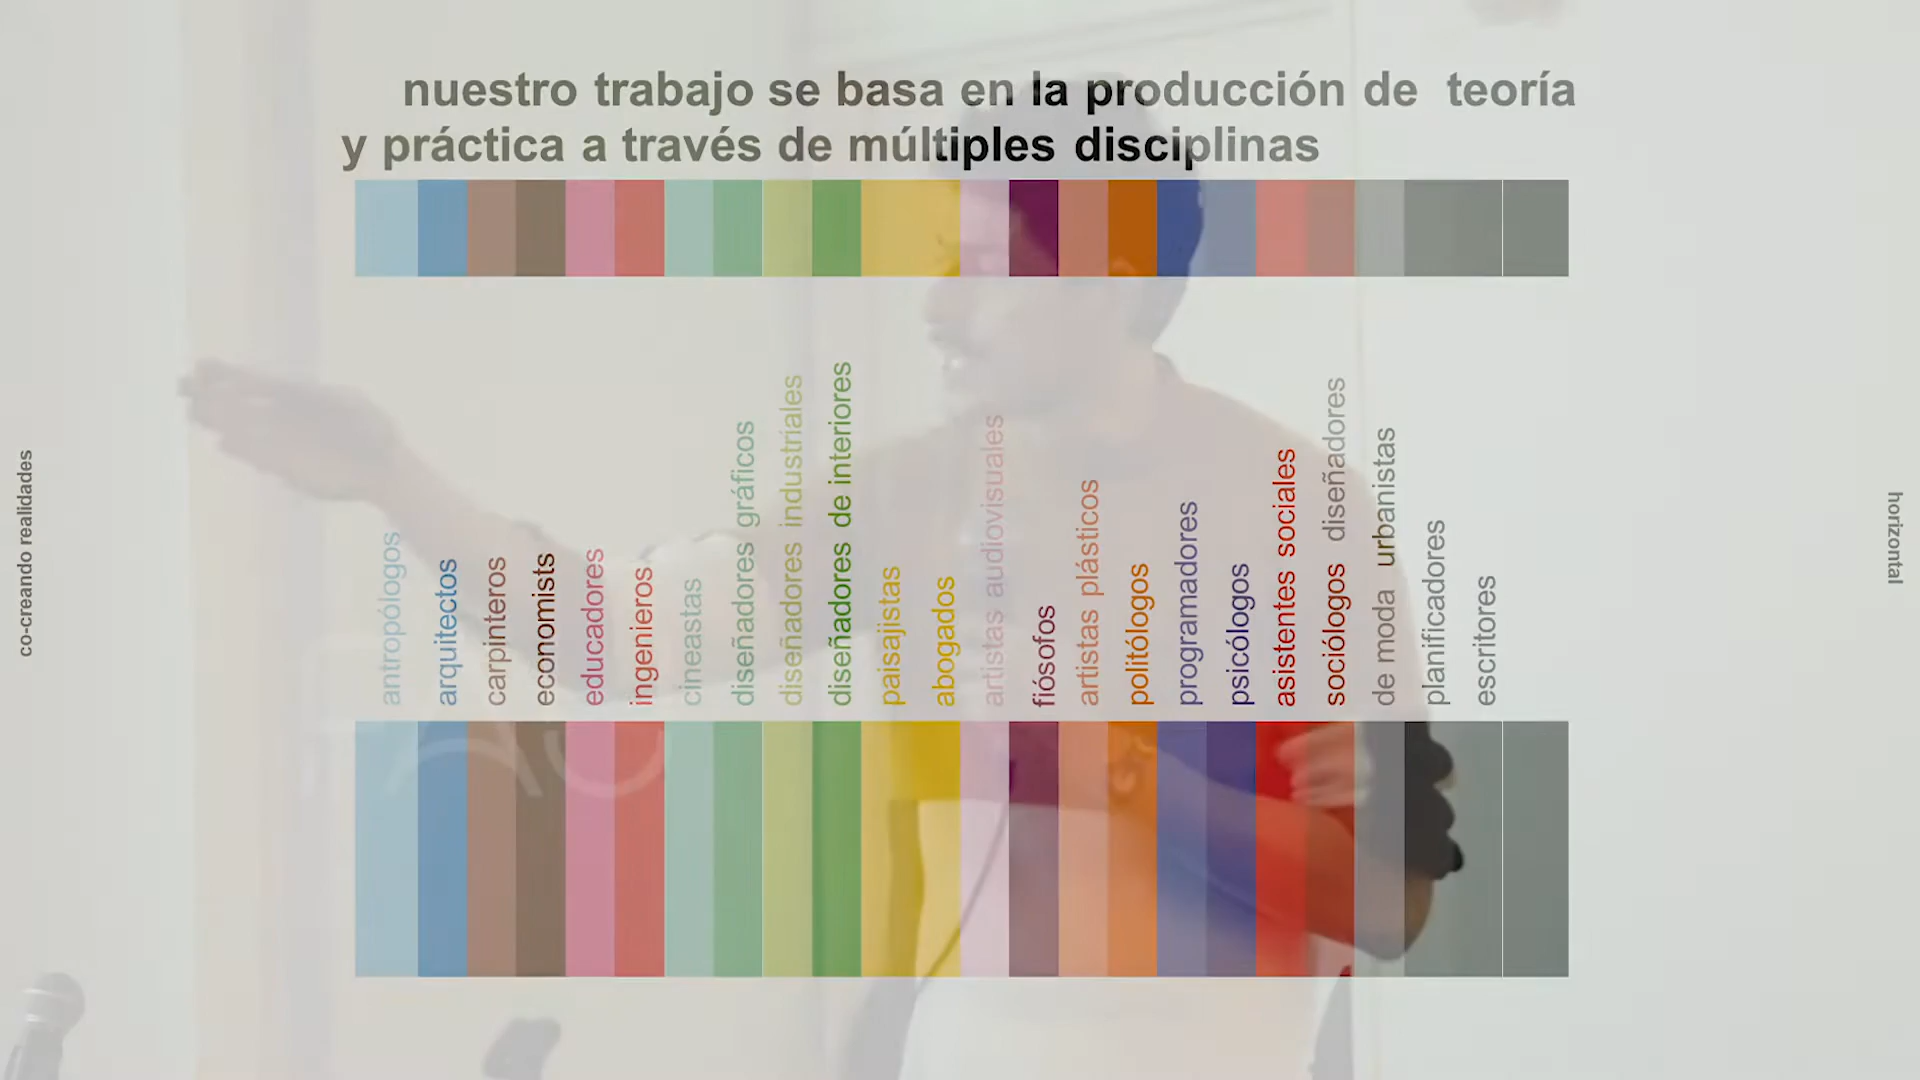 nuestro trabajo se basa en la producción de teoría
y práctica a través de múltiples disciplinas
co-creando realidades
antropólogos
arquitectos
carpinteros
economists
educadores
ingenieros
cineastas
diseñadores gráficos
diseñadores industriales
diseñadores de interiores
paisajistas
abogados
artistas audiovisuales
fiósofos
artistas plásticos
politólogos
programadores
psicólogos
asistentes sociales
sociólogos diseñadores
de moda urbanistas
planificadores
escritores
horizontal